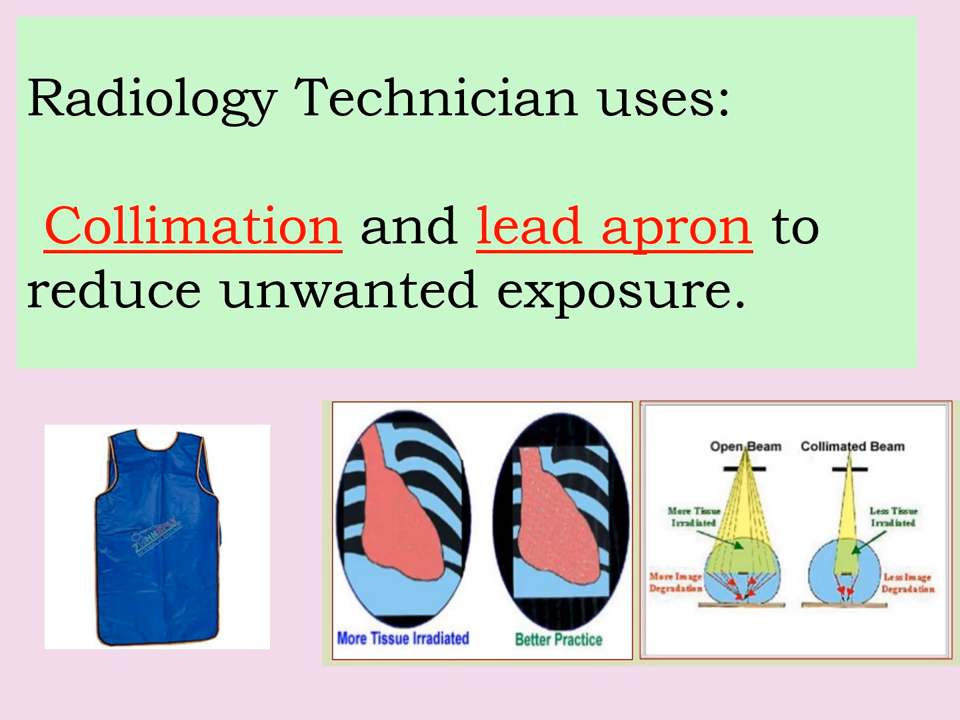 Radiology Technician uses:
Collimation and lead apron to
reduce unwanted exposure.
More Tissue Irradiated
Better Practice
Open Beam
Collimated Beam
More Tissue
Irradiated
Less Tissue
Irradiated
More Image
Degradation
Less Image
Degradation